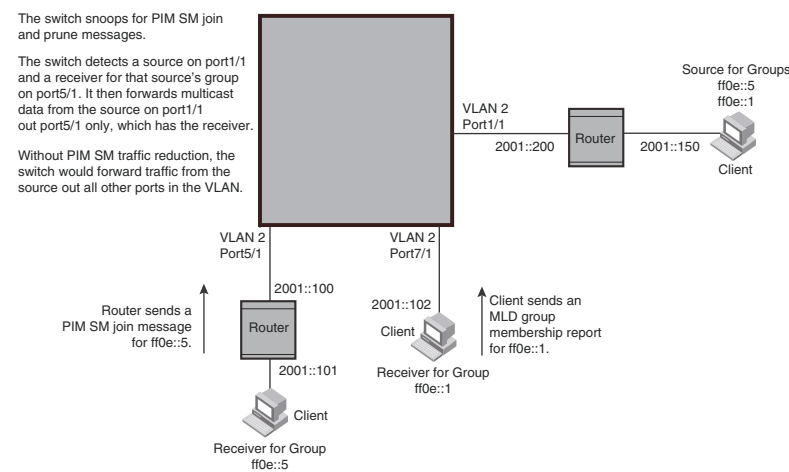 The switch snoops for PIM SM join
and prune messages.
The switch detects a source on port1/1
and a receiver for that source's group
on port5/1. It then forwards multicast
data from the source on port1/1
out port5/1 only, which has the receiver.
Without PIM SM traffic reduction, the
switch would forward traffic from the
source out all other ports in the VLAN.
VLAN 2
Port1/1
2001::200
Router
2001::150
Source for Groups
ff0e::5
ff0e::1
Client
VLAN 2
Port5/1
VLAN 2
Port7/1
Router sends a
PIM SM join message
for ff0e::5.
2001::100
Router
2001::101
Client
Receiver for Group
ff0e::5
2001::102
Client
Receiver for Group
ff0e::1
Client sends an
MLD group
membership report
for ff0e::1.